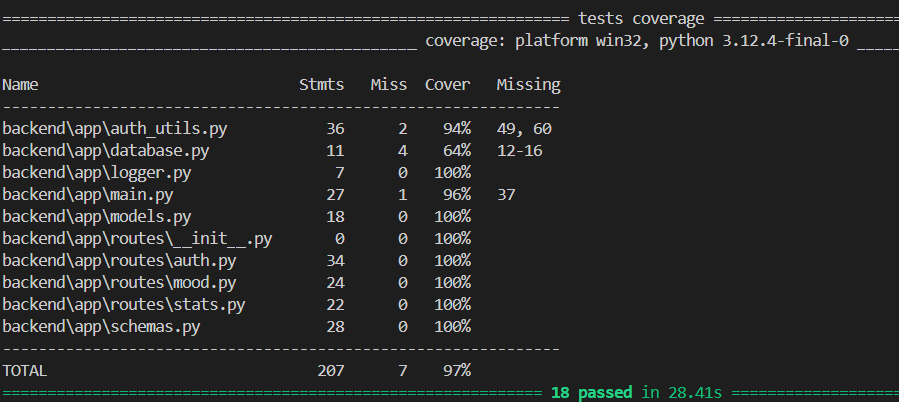 ============================================================== tests coverage ====================
_____________________________________________ coverage: platform win32, python 3.12.4-final-0 _____
Name Stmts Miss Cover Missing
-------------------------------------------------------------
backend\app\auth_utils.py 36 2 94% 49, 60
backend\app\database.py 11 4 64% 12-16
backend\app\logger.py 7 0 100%
backend\app\main.py 27 1 96% 37
backend\app\models.py 18 0 100%
backend\app\routes\__init__.py 0 0 100%
backend\app\routes\auth.py 34 0 100%
backend\app\routes\mood.py 24 0 100%
backend\app\routes\stats.py 22 0 100%
backend\app\schemas.py 28 0 100%
-------------------------------------------------------------
TOTAL 207 7 97%
=========================================================== 18 passed in 28.41s ==================